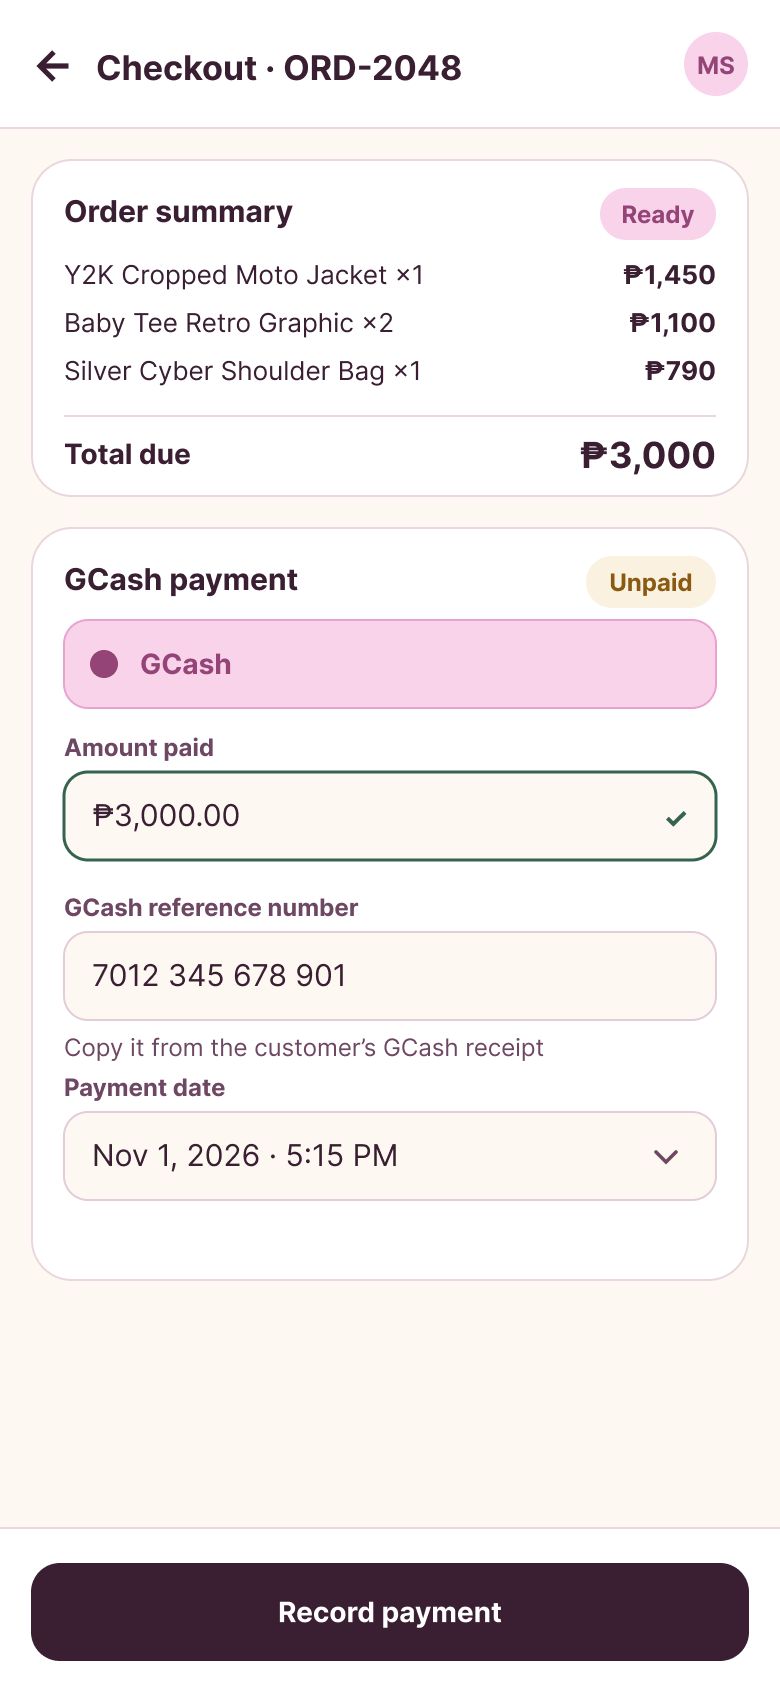 Checkout · ORD-2048
MS
Order summary
Ready
Y2K Cropped Moto Jacket ×1 ₱1,450
Baby Tee Retro Graphic ×2 ₱1,100
Silver Cyber Shoulder Bag ×1 ₱790
Total due ₱3,000
GCash payment
Unpaid
GCash
Amount paid
₱3,000.00
GCash reference number
7012 345 678 901
Copy it from the customer’s GCash receipt
Payment date
Nov 1, 2026 · 5:15 PM
Record payment